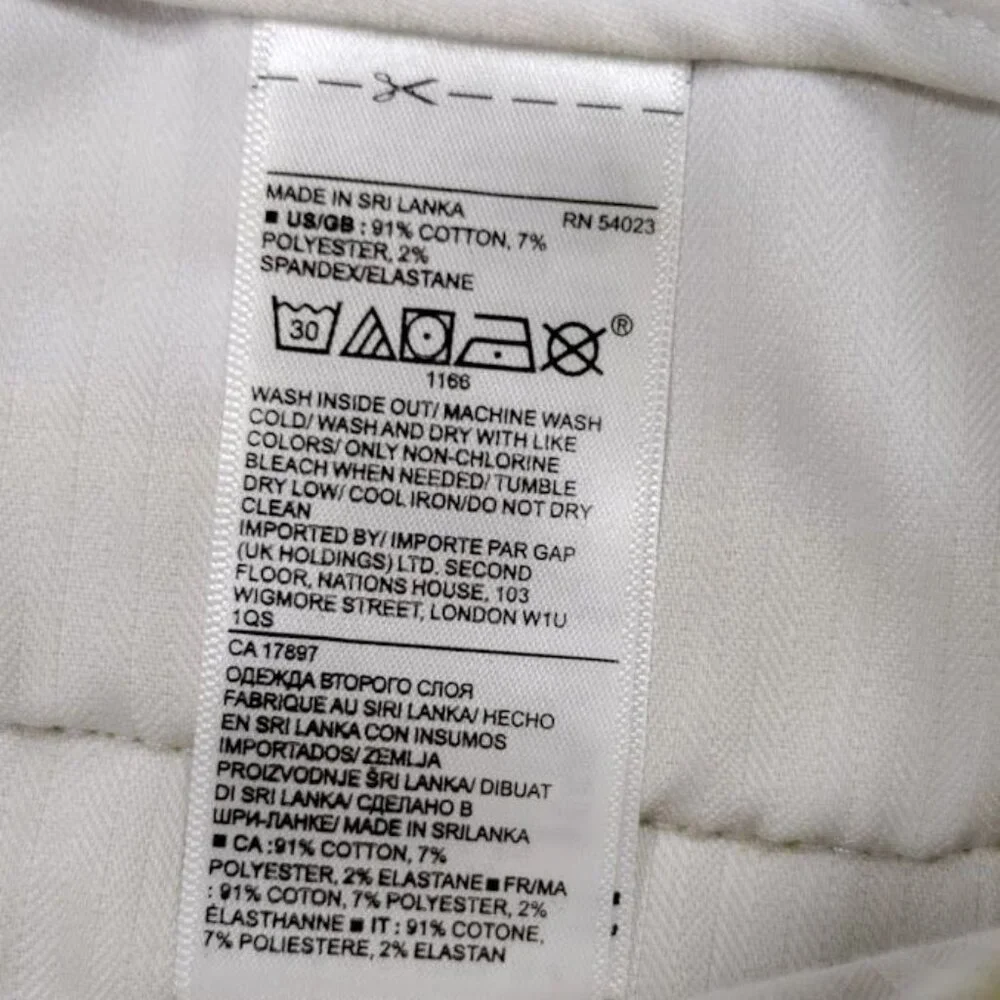 MADE IN SRI LANKA RN 54023
■ US/GB : 91% COTTON, 7%
POLYESTER, 2%
SPANDEX/ELASTANE
30
®
1166
WASH INSIDE OUT/ MACHINE WASH
COLD/ WASH AND DRY WITH LIKE
COLORS/ ONLY NON-CHLORINE
BLEACH WHEN NEEDED/ TUMBLE
DRY LOW/ COOL IRON/DO NOT DRY
CLEAN
IMPORTED BY/ IMPORTE PAR GAP
(UK HOLDINGS) LTD. SECOND
FLOOR, NATIONS HOUSE, 103
WIGMORE STREET, LONDON W1U
1QS
CA 17897
ОДЕЖДА ВТОРОГО СЛОЯ
FABRIQUE AU SIRI LANKA/ HECHO
EN SRI LANKA CON INSUMOS
IMPORTADOS/ ZEMLJA
PROIZVODNJE ŠRI LANKA/ DIBUAT
DI SRI LANKA/ СДЕЛАНО В
ШРИ-ЛАНКЕ/ MADE IN SRILANKA
■ CA :91% COTTON, 7%
POLYESTER, 2% ELASTANE ■ FR/MA
: 91% COTON, 7% POLYESTER, 2%
ÉLASTHANNE ■ IT : 91% COTONE,
7% POLIESTERE, 2% ELASTAN